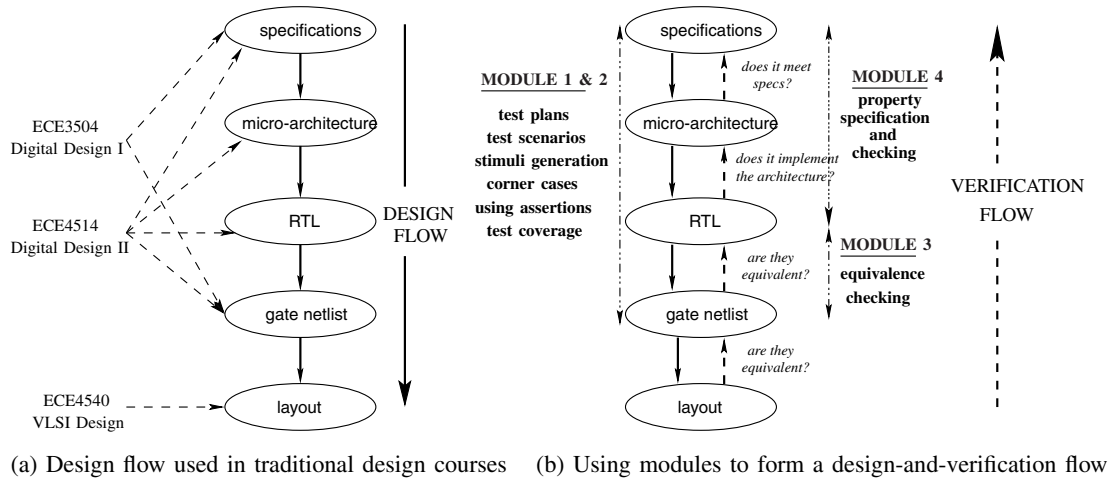 specifications
micro-architecture
RTL
gate netlist
layout
ECE3504
Digital Design I
ECE4514
Digital Design II
ECE4540
VLSI Design
DESIGN
FLOW
(a) Design flow used in traditional design courses
MODULE 1 & 2
test plans
test scenarios
stimuli generation
corner cases
using assertions
test coverage
specifications
does it meet
specs?
micro-architecture
does it implement
the architecture?
RTL
are they
equivalent?
gate netlist
are they
equivalent?
layout
MODULE 4
property
specification
and
checking
MODULE 3
equivalence
checking
VERIFICATION
FLOW
(b) Using modules to form a design-and-verification flow